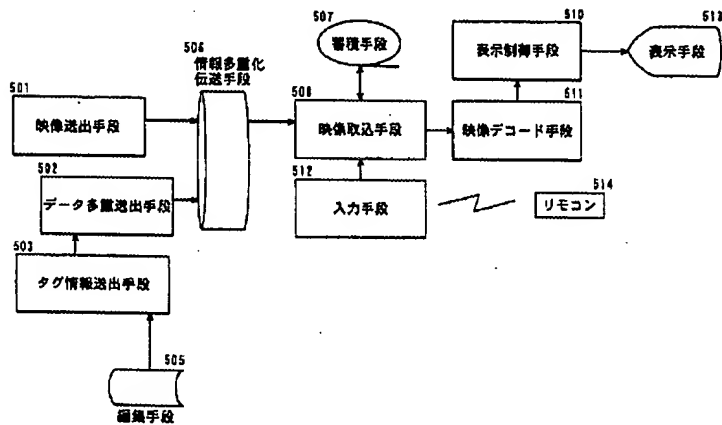 501
映像送出手段
502
データ多重送出手段
503
タグ情報送出手段
505
編集手段
506
情報多重化
伝送手段
507
蓄積手段
508
映像取込手段
512
入力手段
514
リモコン
510
表示制御手段
511
映像デコード手段
513
表示手段